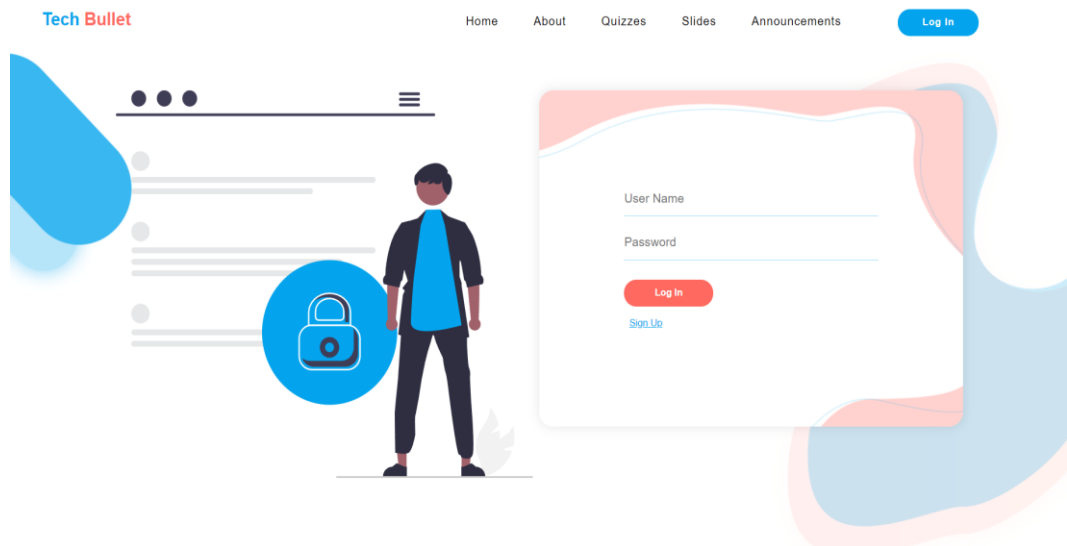 Tech Bullet
Home About Quizzes Slides Announcements Log In
User Name
Password
Log In
Sign Up